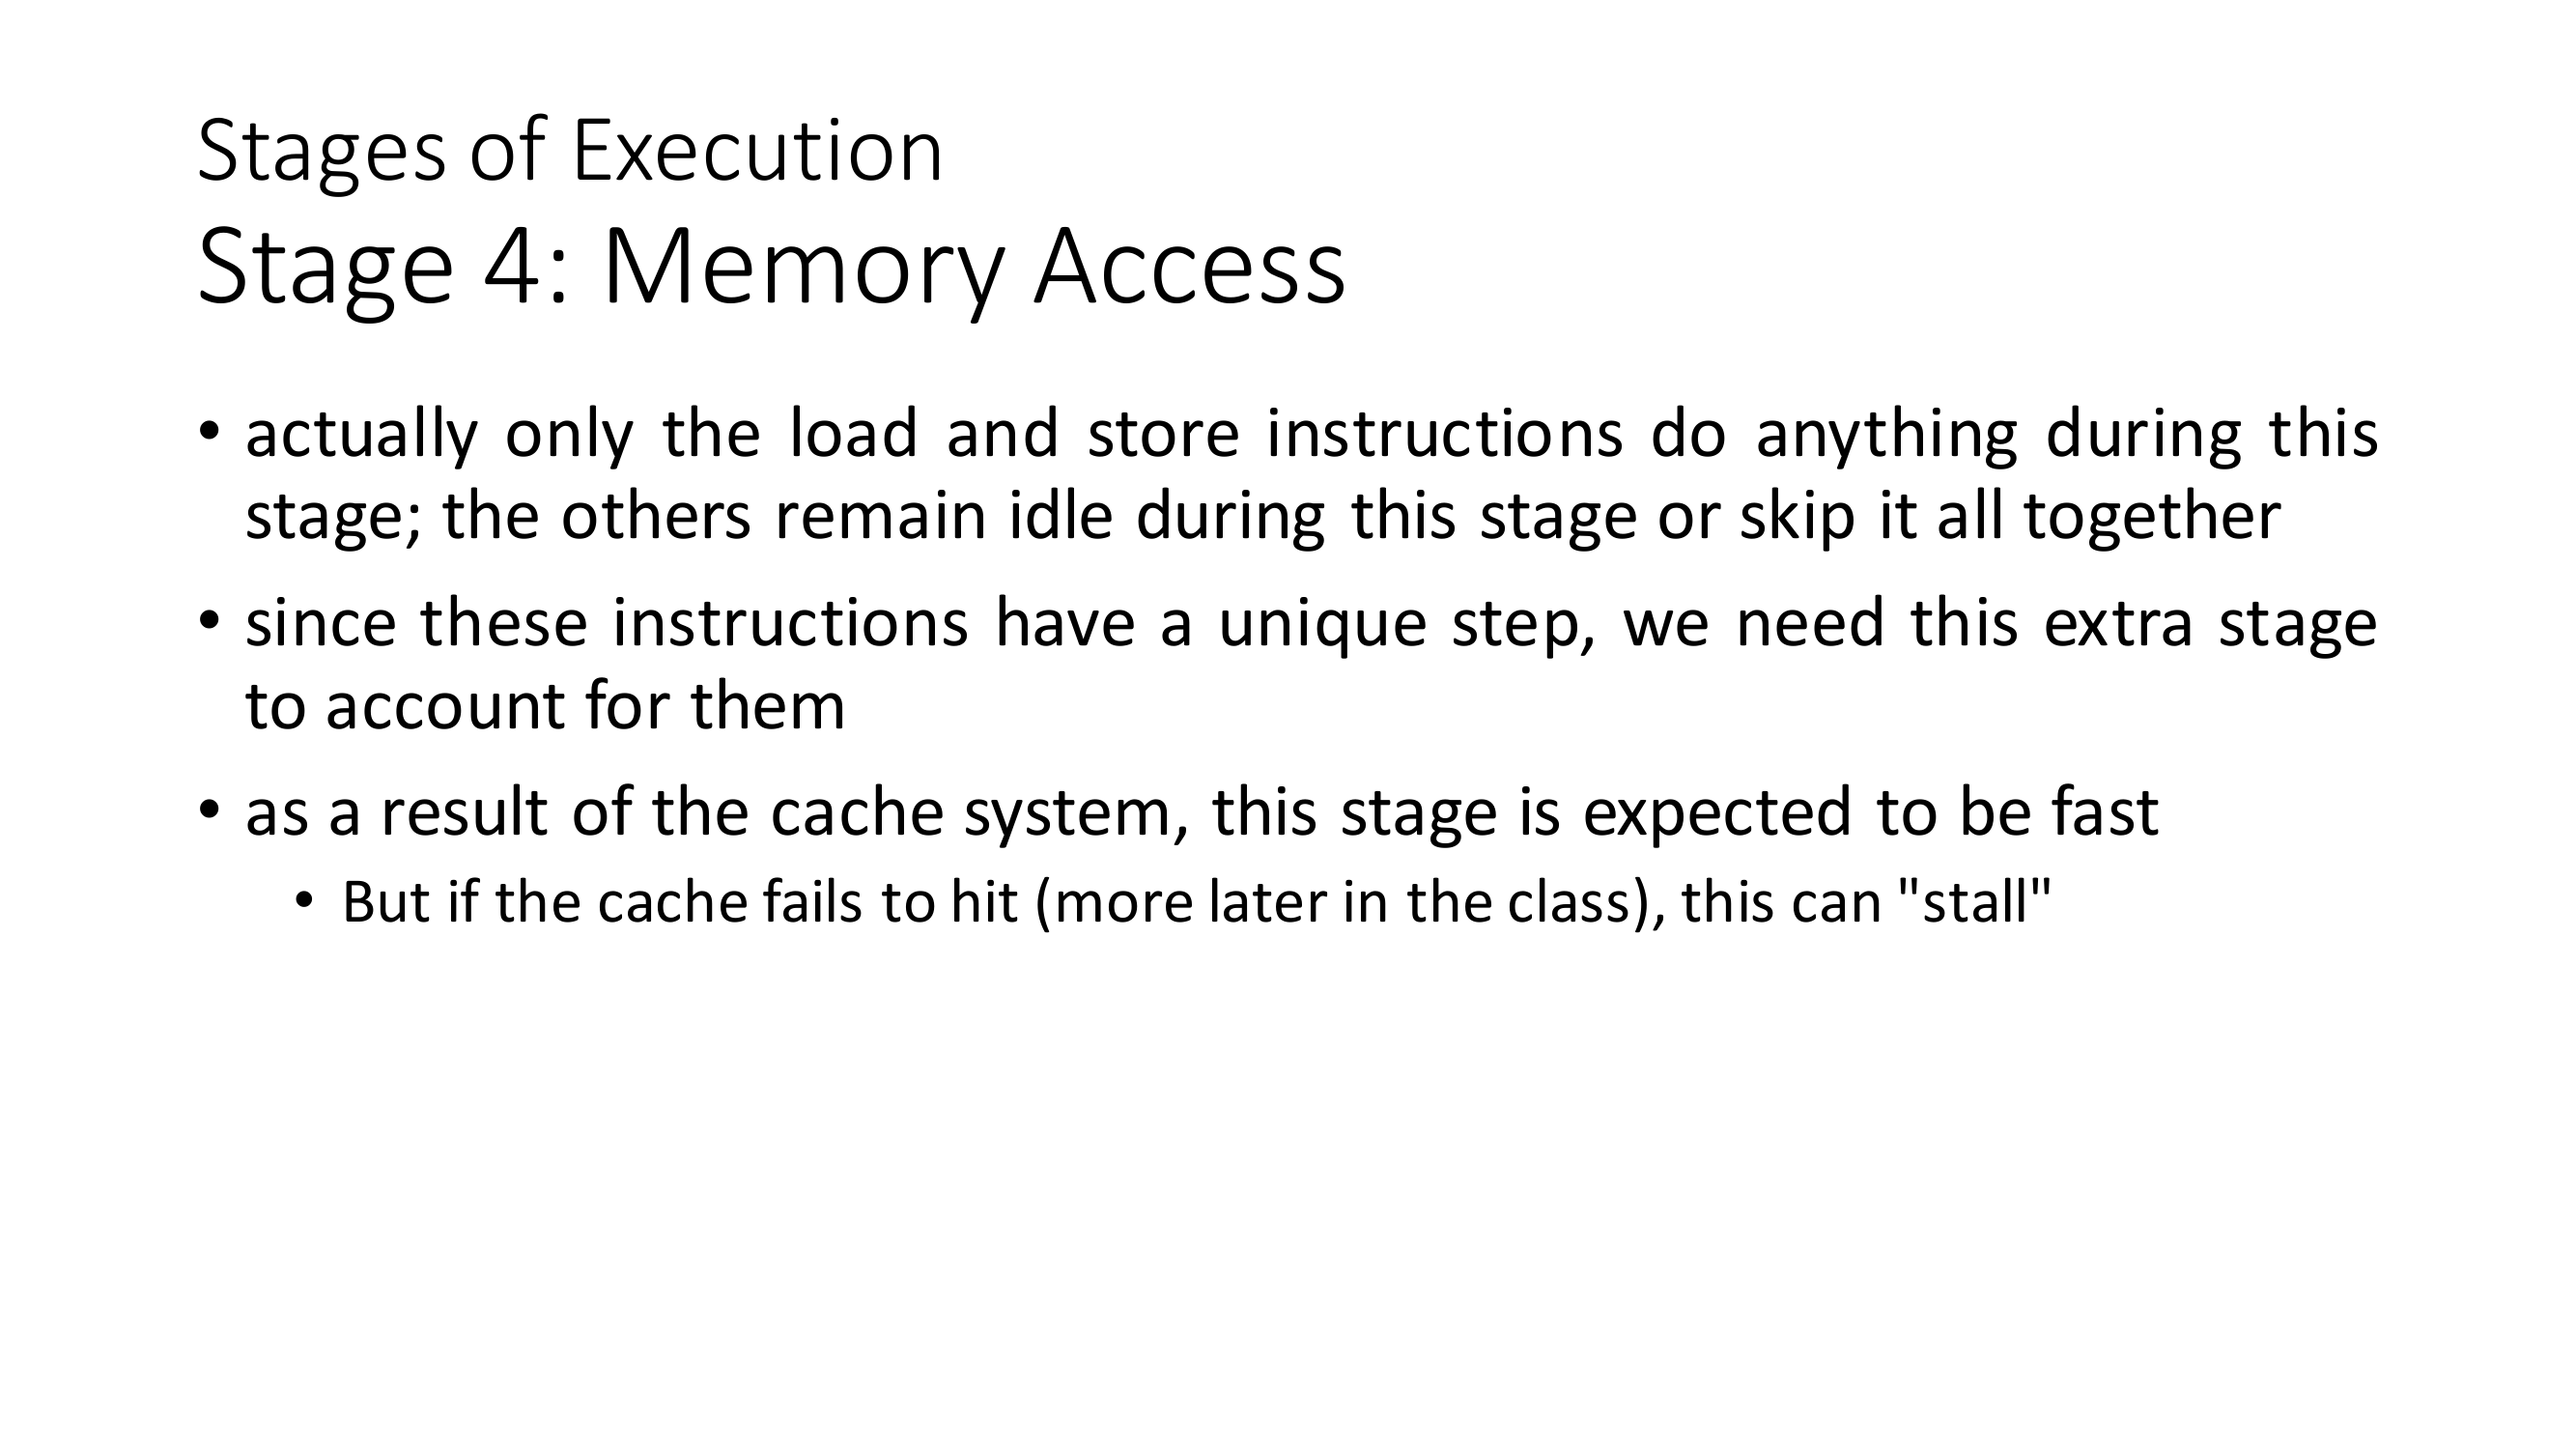 Stages of Execution
Stage 4: Memory Access
• actually only the load and store instructions do anything during this
stage; the others remain idle during this stage or skip it all together
• since these instructions have a unique step, we need this extra stage
to account for them
• as a result of the cache system, this stage is expected to be fast
• But if the cache fails to hit (more later in the class), this can "stall"